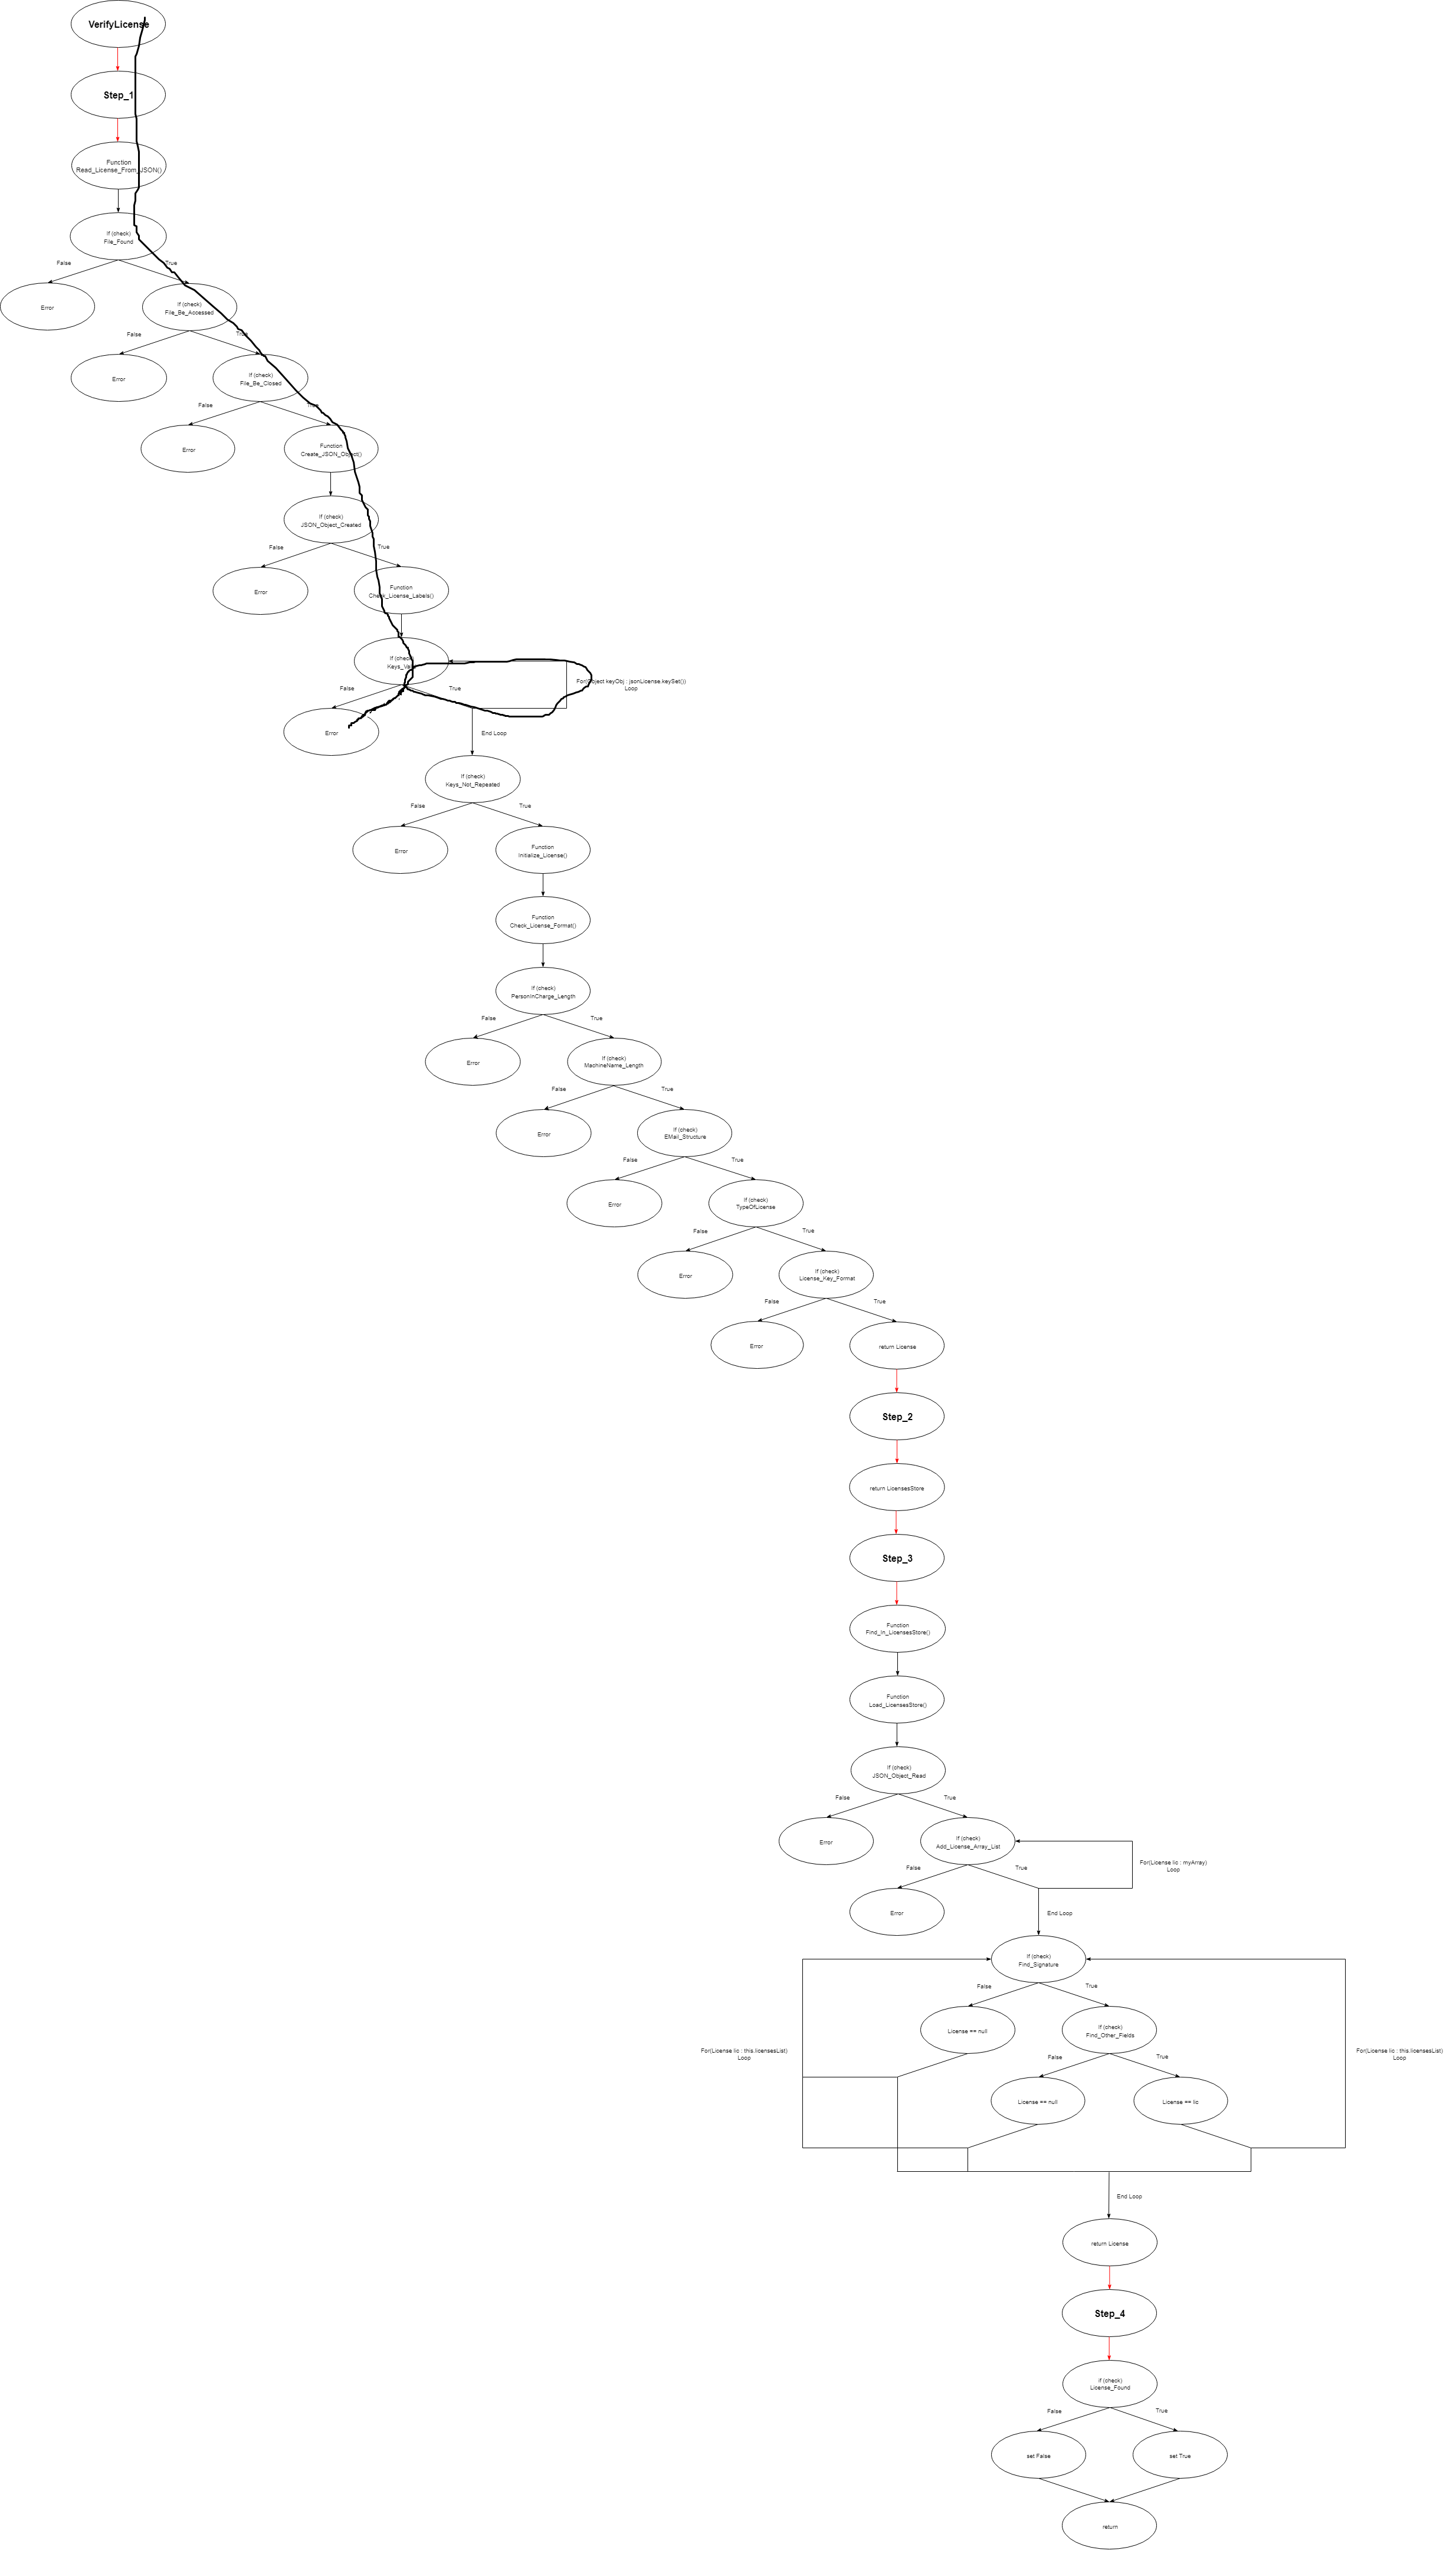 VerifyLicense
Step_1
Function
Read_License_From_JSON()
If (check)
File_Found
False
True
Error
If (check)
File_Be_Accessed
False
True
Error
If (check)
File_Be_Closed
False
True
Error
Function
Create_JSON_Object()
If (check)
JSON_Object_Created
False
True
Error
Function
Check_License_Labels()
If (check)
Keys_Valid
For(Object keyObj : jsonLicense.keySet())
Loop
False
True
Error
End Loop
If (check)
Keys_Not_Repeated
False
True
Error
Function
Initialize_License()
Function
Check_License_Format()
If (check)
PersonInCharge_Length
False
True
Error
If (check)
MachineName_Length
False
True
Error
If (check)
EMail_Structure
False
True
Error
If (check)
TypeOfLicense
False
True
Error
If (check)
License_Key_Format
False
True
Error
return License
Step_2
return LicensesStore
Step_3
Function
Find_In_LicensesStore()
Function
Load_LicensesStore()
If (check)
JSON_Object_Read
False
True
Error
If (check)
Add_License_Array_List
For(License lic : myArray)
Loop
False
True
Error
End Loop
If (check)
Find_Signature
False
True
License == null
If (check)
Find_Other_Fields
For(License lic : this.licensesList)
Loop
For(License lic : this.licensesList)
Loop
False
True
License == null
License == lic
End Loop
return License
Step_4
If (check)
License_Found
False
True
set False
set True
return